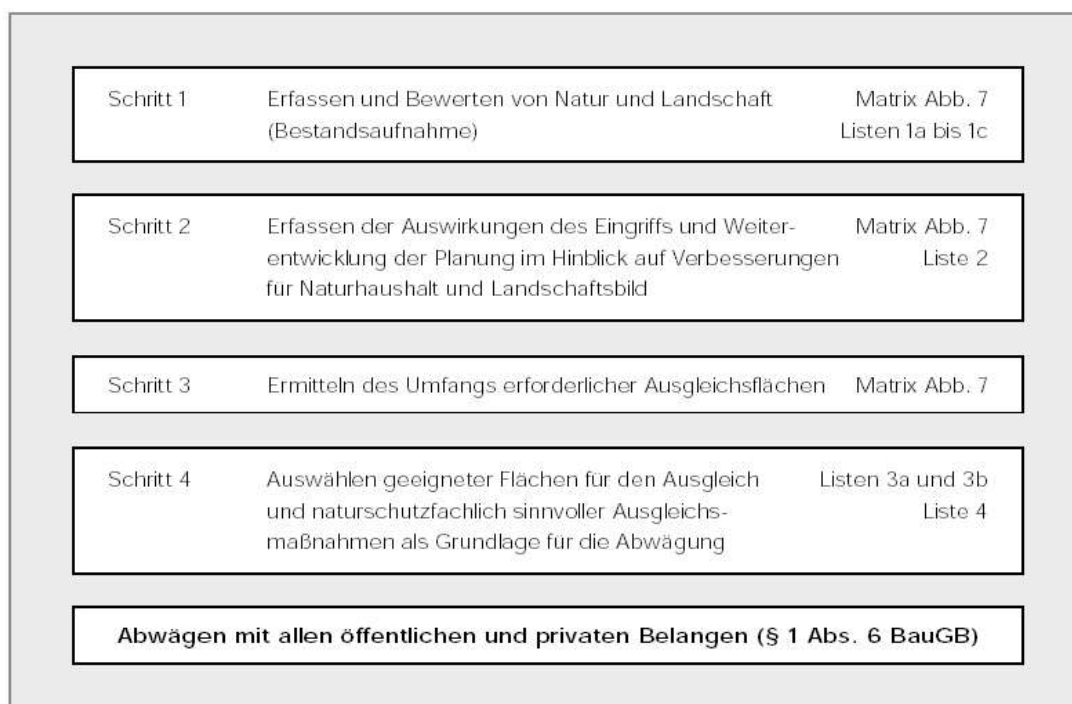 Schritt 1 Erfassen und Bewerten von Natur und Landschaft Matrix Abb. 7
(Bestandsaufnahme) Listen 1a bis 1c
Schritt 2 Erfassen der Auswirkungen des Eingriffs und Weiter- Matrix Abb. 7
entwicklung der Planung im Hinblick auf Verbesserungen Liste 2
für Naturhaushalt und Landschaftsbild
Schritt 3 Ermitteln des Umfangs erforderlicher Ausgleichsflächen Matrix Abb. 7
Schritt 4 Auswählen geeigneter Flächen für den Ausgleich Listen 3a und 3b
und naturschutzfachlich sinnvoller Ausgleichs- Liste 4
maßnahmen als Grundlage für die Abwägung
Abwägen mit allen öffentlichen und privaten Belangen (§ 1 Abs. 6 BauGB)